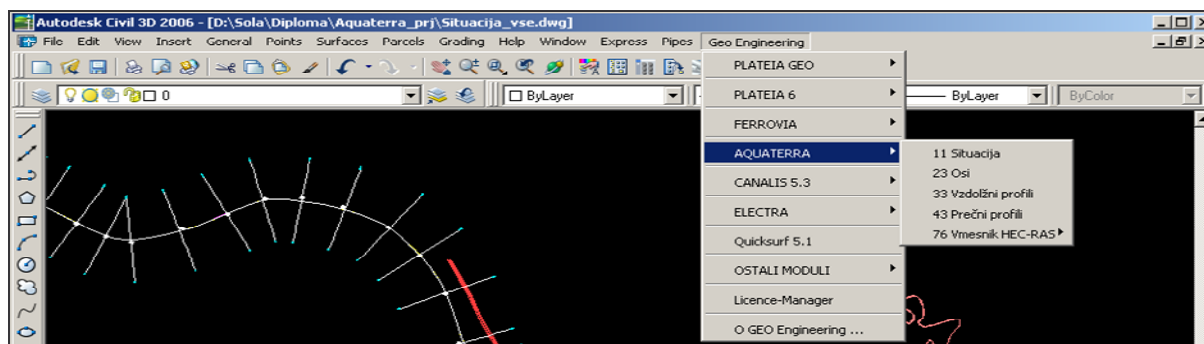 Autodesk Civil 3D 2006 - [D:\Sola\Diploma\Aquaterra_prj\Situacija_vse.dwg]
File Edit View Insert General Points Surfaces Parcels Grading Help Window Express Pipes Geo Engineering
0 ByLayer ByLayer ByColor
PLATEIA GEO
PLATEIA 6
FERROVIA
AQUATERRA
CANALIS 5.3
ELECTRA
Quicksurf 5.1
OSTALI MODULI
Licence-Manager
O GEO Engineering ...
11 Situacija
23 Osi
33 Vzdolžni profili
43 Prečni profili
76 Vmesnik HEC-RAS